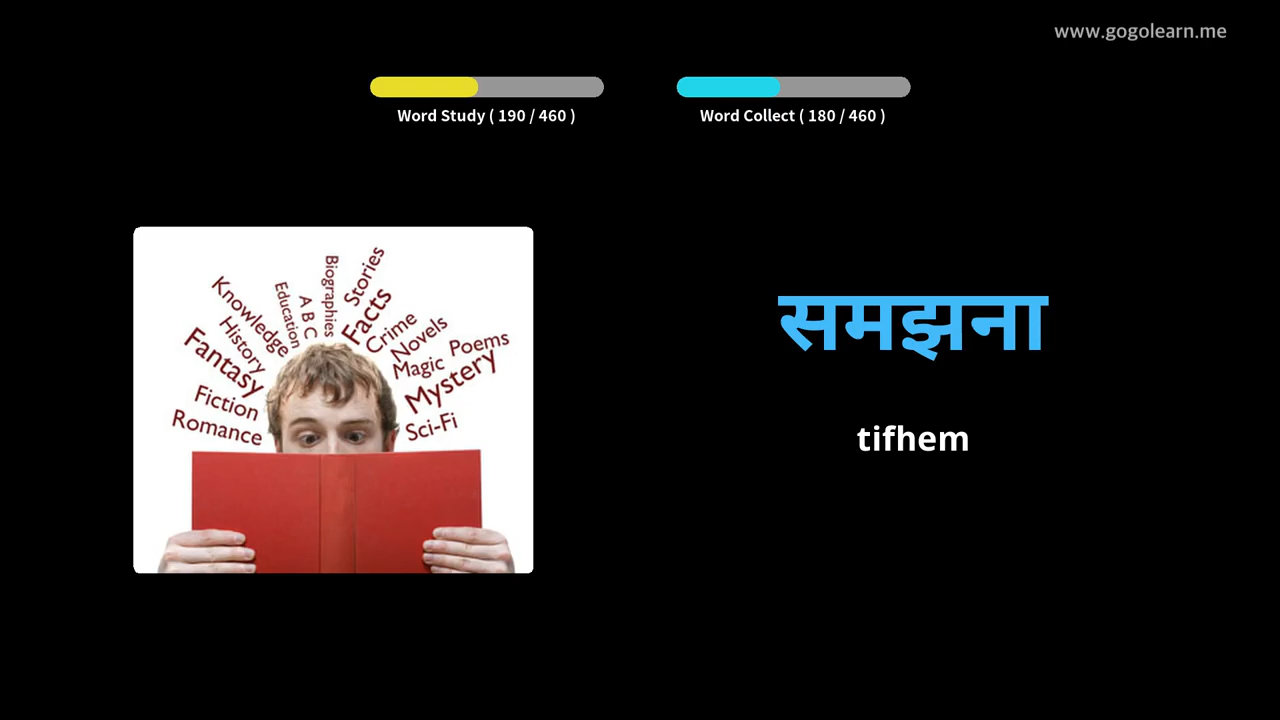 www.gogolearn.me
Word Study ( 190 / 460 )
Word Collect ( 180 / 460 )
Biographies
Stories
Education
A B C
Facts
Knowledge
Crime
History
Novels
Fantasy
Magic
Poems
Mystery
Fiction
Romance
Sci-Fi
समझना
tifhem